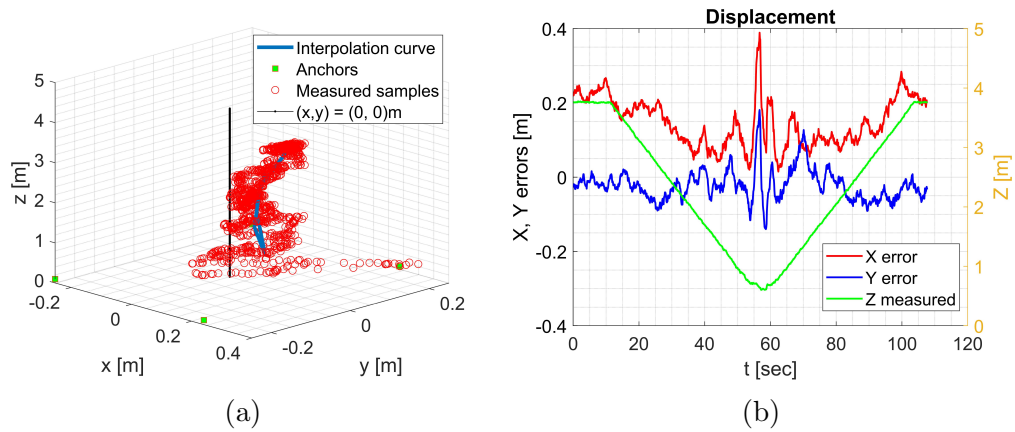 Interpolation curve
Anchors
Measured samples
(x,y) = (0, 0)m
5
4
3
2
1
0
z [m]
-0.2
0
0.2
0.4
x [m]
-0.2
0
0.2
y [m]
(a)
Displacement
0.4
0.2
0
-0.2
-0.4
X, Y errors [m]
5
4
3
2
1
0
Z [m]
X error
Y error
Z measured
0 20 40 60 80 100 120
t [sec]
(b)